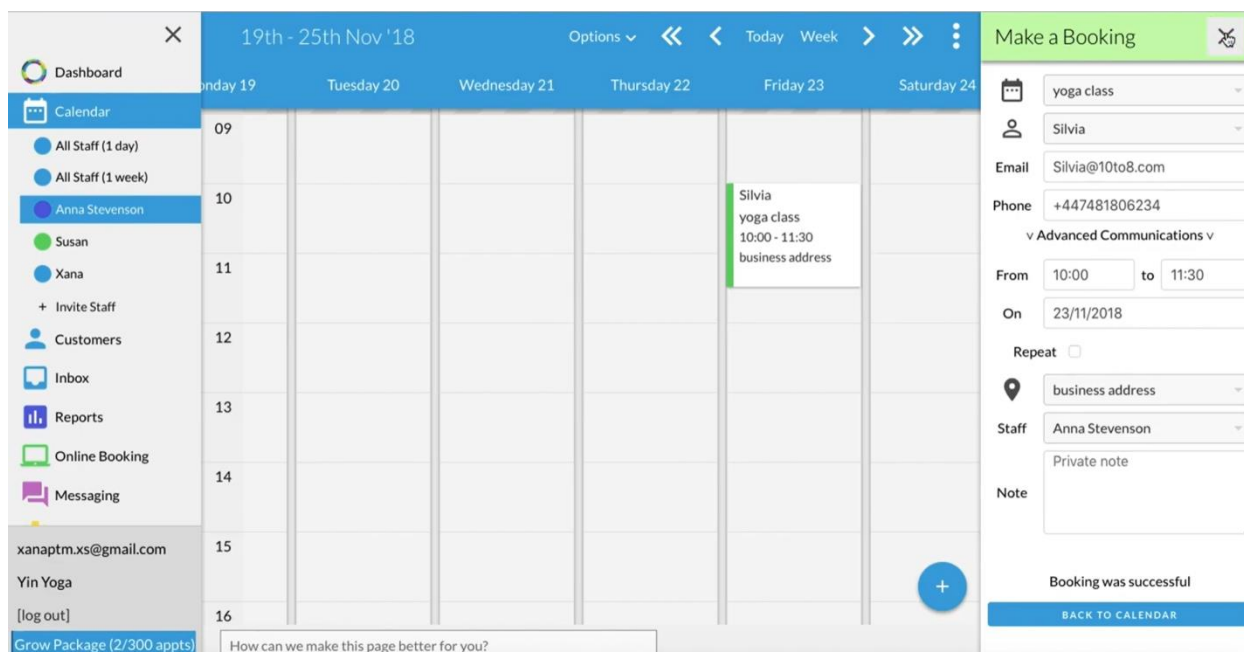 Dashboard
Calendar
All Staff (1 day)
All Staff (1 week)
Anna Stevenson
Susan
Xana
+ Invite Staff
Customers
Inbox
Reports
Online Booking
Messaging
xanaptm.xs@gmail.com
Yin Yoga
[log out]
Grow Package (2/300 appts)
19th - 25th Nov '18
Options
Today Week
onday 19 Tuesday 20 Wednesday 21 Thursday 22 Friday 23 Saturday 24
09
10
11
12
13
14
15
16
Silvia
yoga class
10:00 - 11:30
business address
+
How can we make this page better for you?
Make a Booking
yoga class
Silvia
Email Silvia@10to8.com
Phone +447481806234
v Advanced Communications v
From 10:00 to 11:30
On 23/11/2018
Repeat
business address
Staff Anna Stevenson
Note Private note
Booking was successful
BACK TO CALENDAR